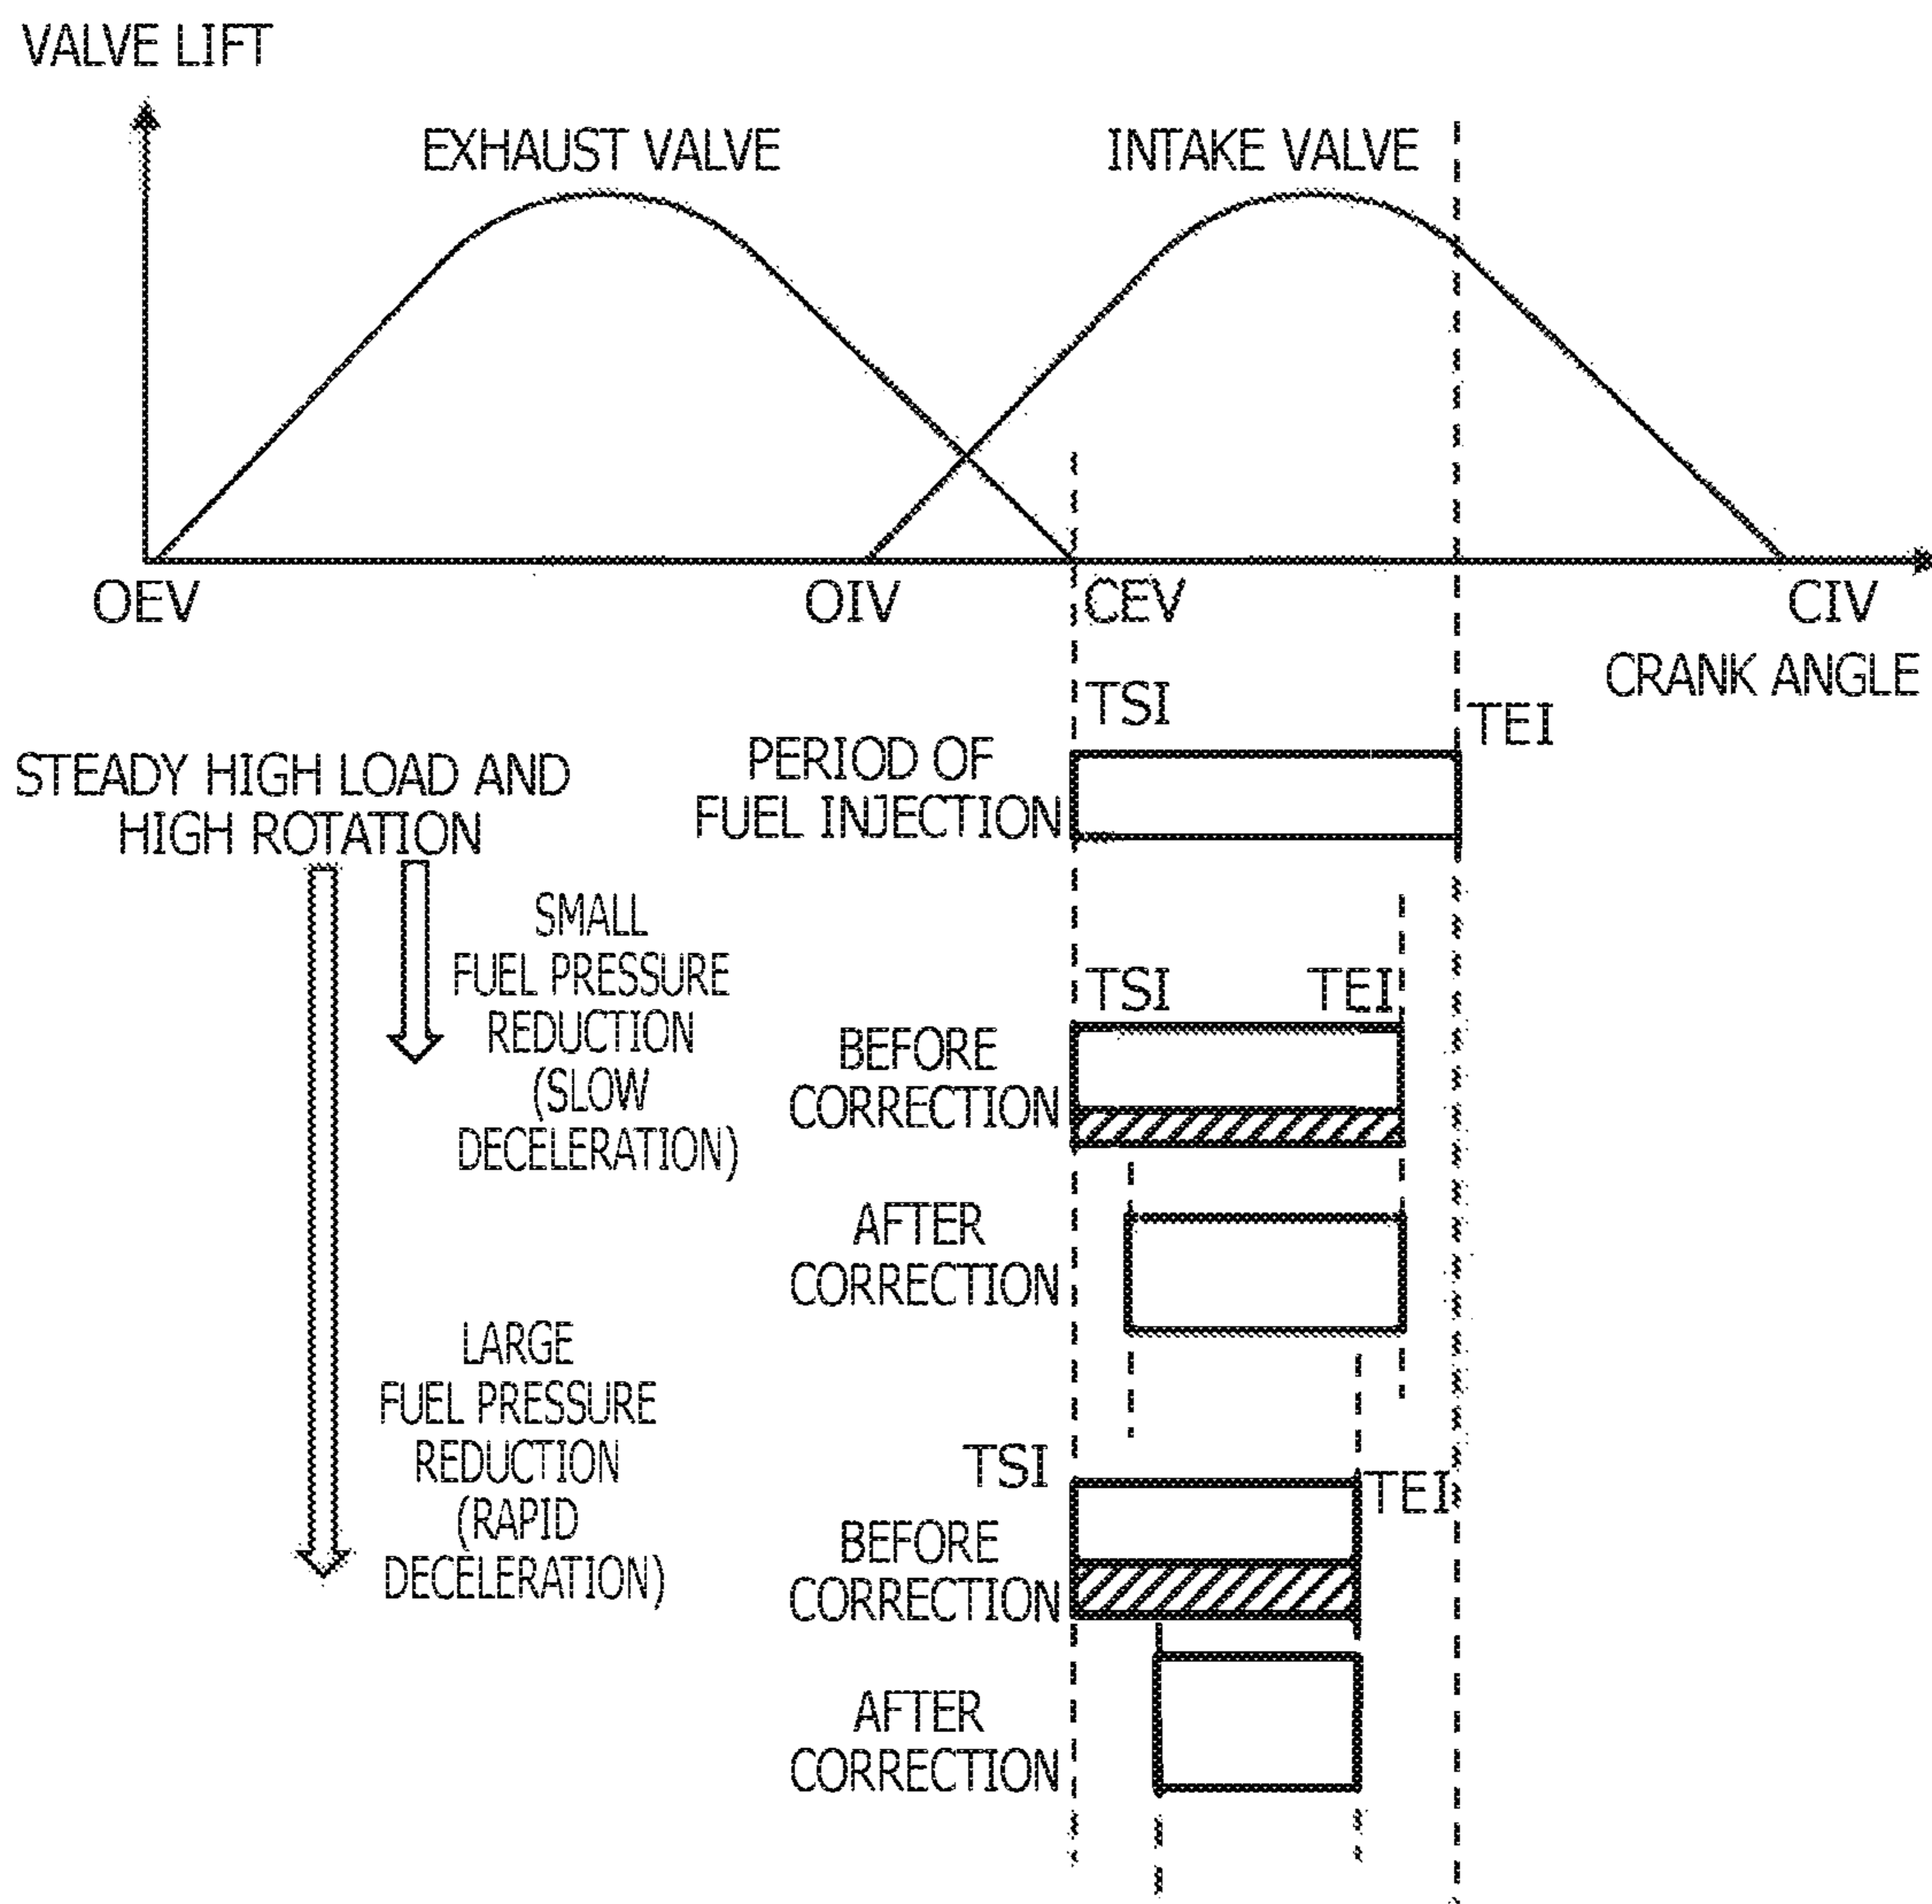 VALVE LIFT
EXHAUST VALVE
INTAKE VALVE
OEV
OIV
CEV
CIV
CRANK ANGLE
TSI
TEI
STEADY HIGH LOAD AND
HIGH ROTATION
PERIOD OF
FUEL INJECTION
SMALL
FUEL PRESSURE
REDUCTION
(SLOW
DECELERATION)
TSI
TEI
BEFORE
CORRECTION
AFTER
CORRECTION
LARGE
FUEL PRESSURE
REDUCTION
(RAPID
DECELERATION)
TSI
TEI
BEFORE
CORRECTION
AFTER
CORRECTION